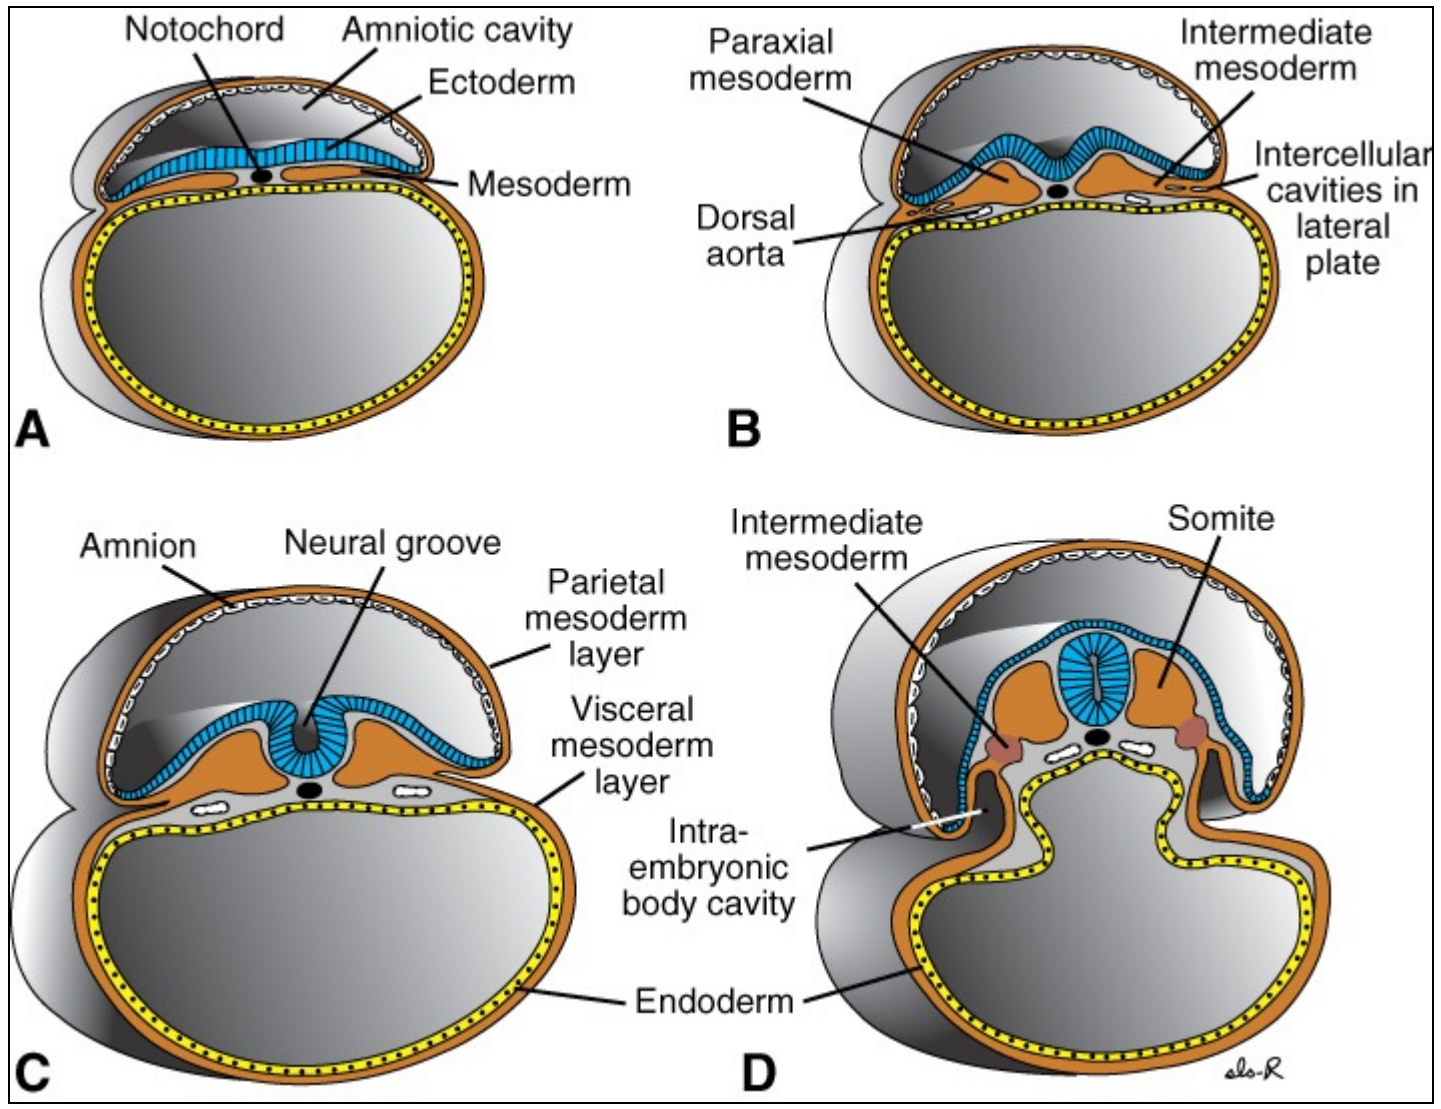 Notochord
Amniotic cavity
Ectoderm
Mesoderm
A
Paraxial
mesoderm
Intermediate
mesoderm
Intercellular
cavities in
lateral
plate
Dorsal
aorta
B
Amnion
Neural groove
Parietal
mesoderm
layer
Visceral
mesoderm
layer
C
Intermediate
mesoderm
Somite
Intra-
embryonic
body cavity
Endoderm
D
sls-R